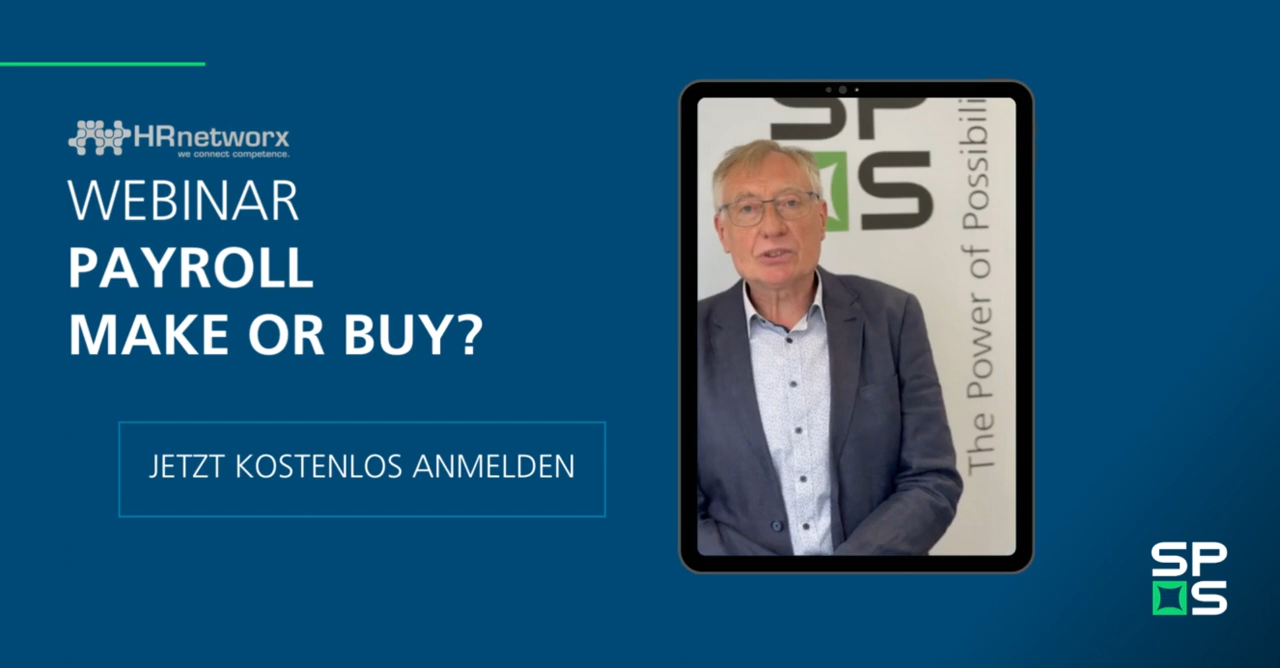 HRnetworx
we connect competence.
WEBINAR
PAYROLL
MAKE OR BUY?
JETZT KOSTENLOS ANMELDEN
SP
S
The Power of Possibili
SP
S